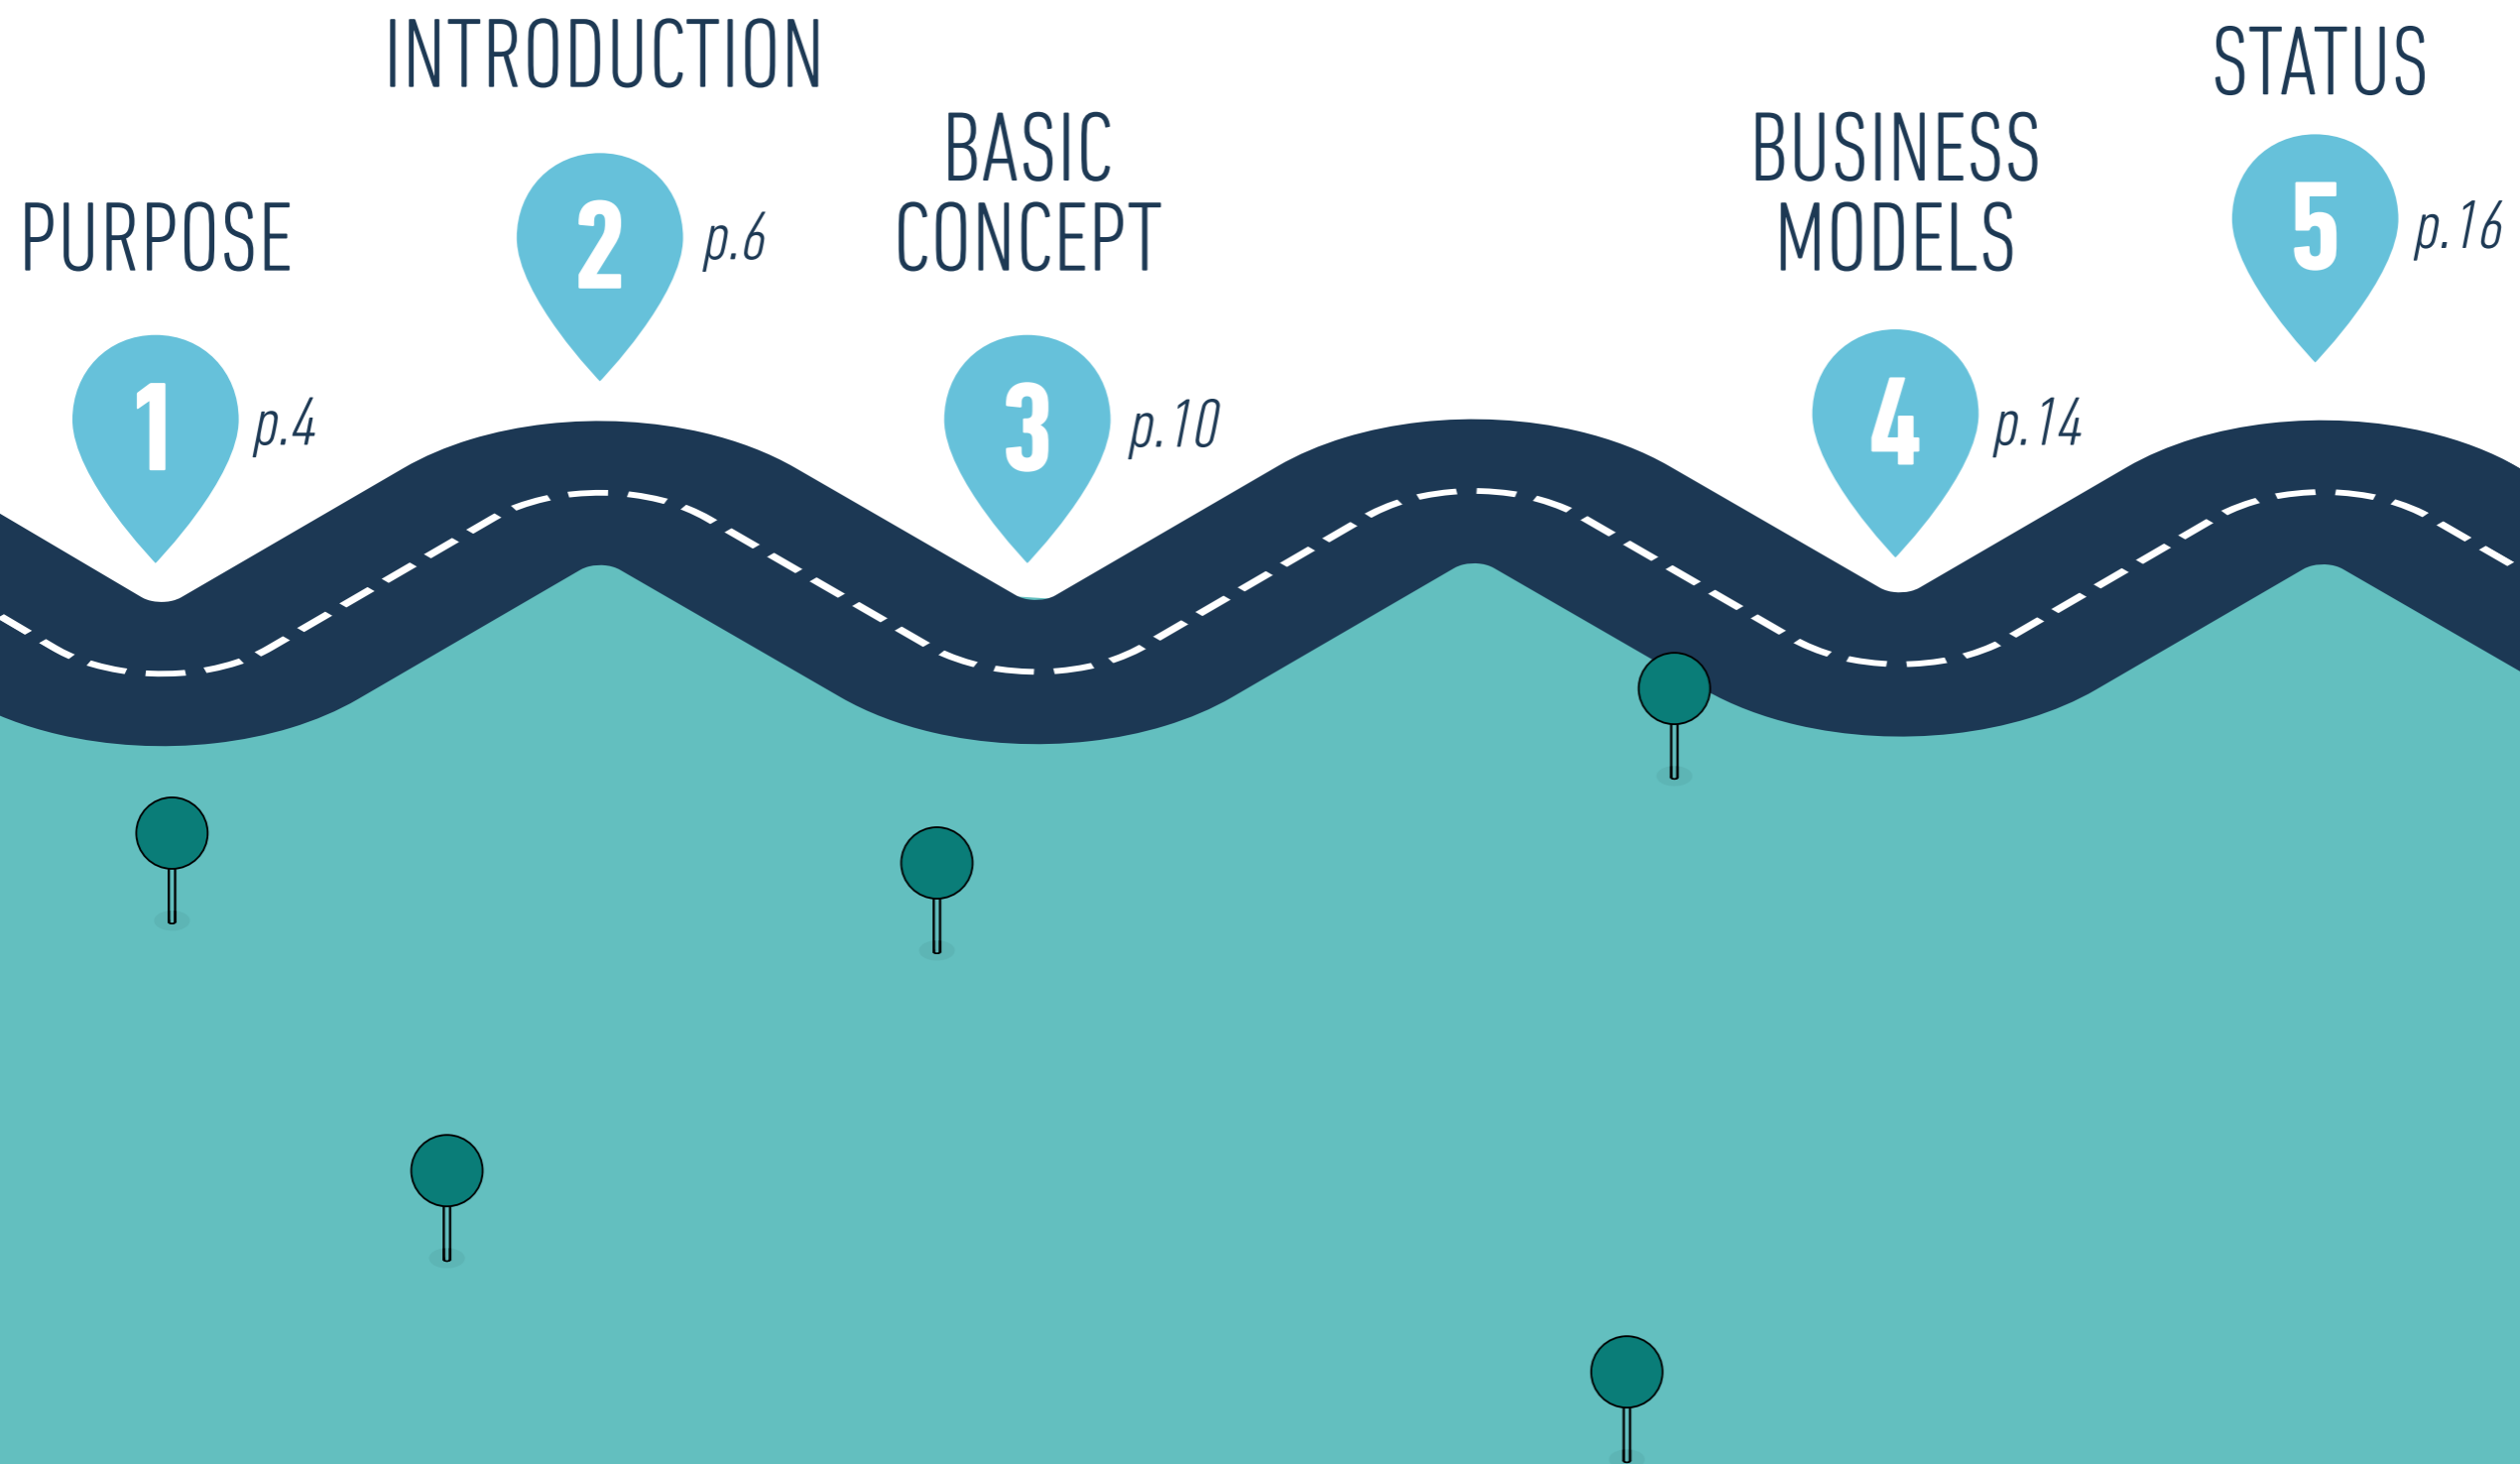 PURPOSE
1
p.4
INTRODUCTION
2
p.6
BASIC
CONCEPT
3
p.10
BUSINESS
MODELS
4
p.14
STATUS
5
p.16